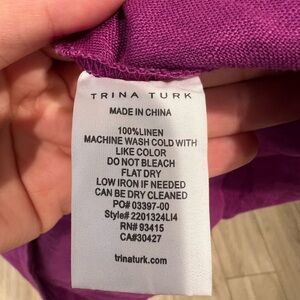 TRINA TURK
MADE IN CHINA
100%LINEN
MACHINE WASH COLD WITH
LIKE COLOR
DO NOT BLEACH
FLAT DRY
LOW IRON IF NEEDED
CAN BE DRY CLEANED
PO# 03397-00
Style# 2201324LI4
RN# 93415
CA#30427
trinaturk.com